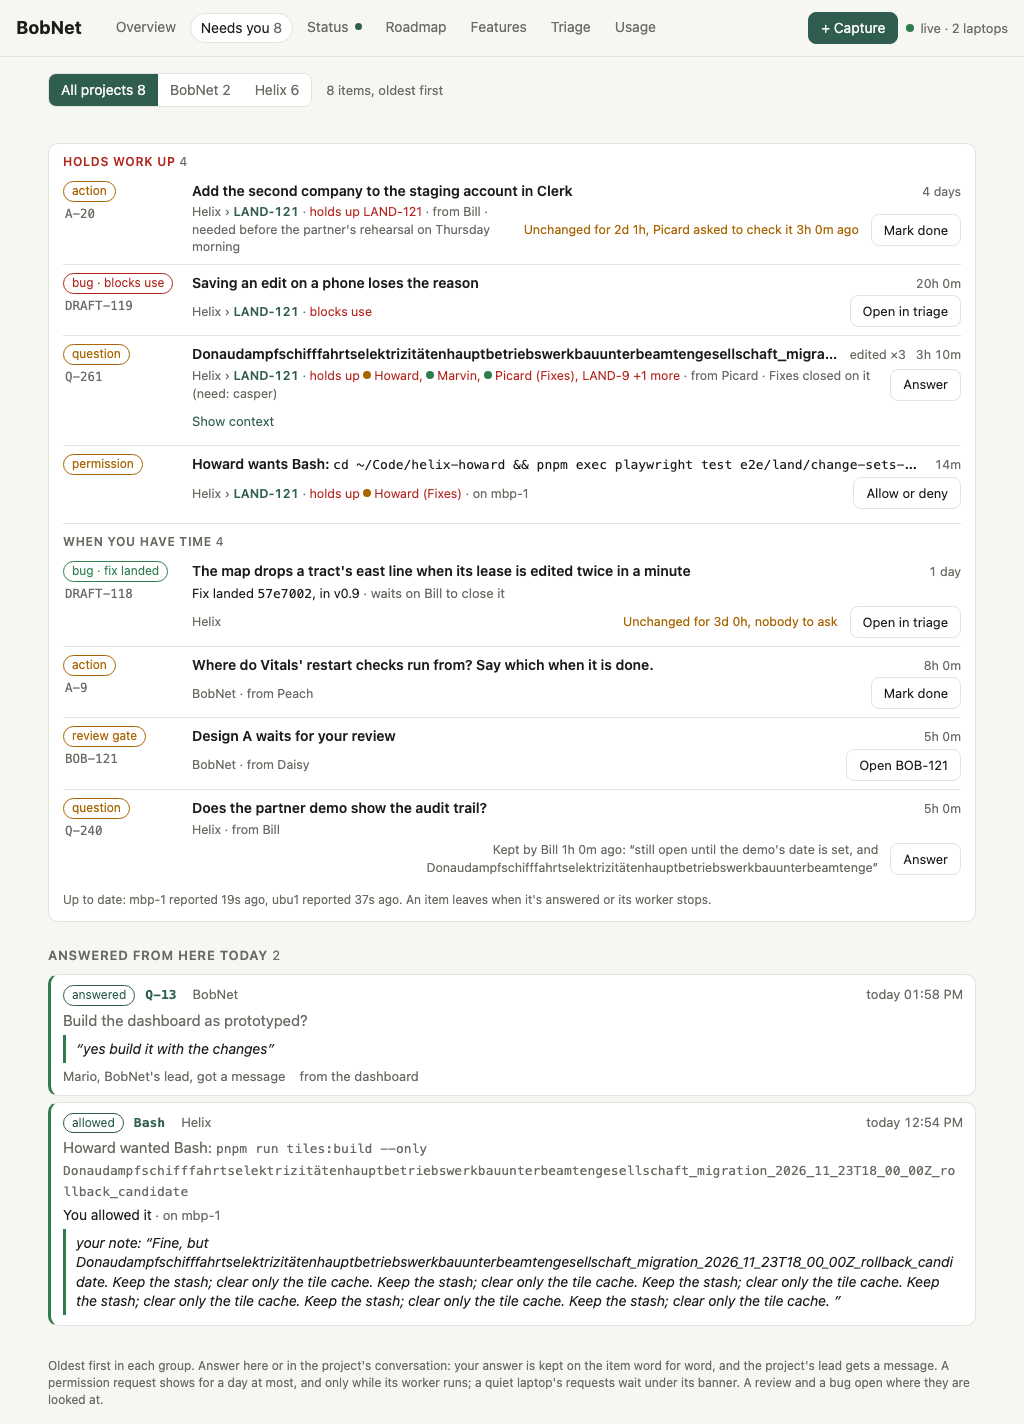 BobNet Overview Needs you 8 Status Roadmap Features Triage Usage + Capture live · 2 laptops
All projects 8 BobNet 2 Helix 6 8 items, oldest first
HOLDS WORK UP 4
action Add the second company to the staging account in Clerk 4 days
A-20 Helix › LAND-121 · holds up LAND-121 · from Bill ·
needed before the partner's rehearsal on Thursday Unchanged for 2d 1h, Picard asked to check it 3h 0m ago Mark done
morning
bug · blocks use Saving an edit on a phone loses the reason 20h 0m
DRAFT-119 Helix › LAND-121 · blocks use Open in triage
question Donaudampfschifffahrtselektrizitätenhauptbetriebswerkbauunterbeamtengesellschaft_migra... edited ×3 3h 10m
Q-261 Helix › LAND-121 · holds up Howard, Marvin, Picard (Fixes), LAND-9 +1 more · from Picard · Fixes closed on it Answer
(need: casper)
Show context
permission Howard wants Bash: cd ~/Code/helix-howard && pnpm exec playwright test e2e/land/change-sets-... 14m
Helix › LAND-121 · holds up Howard (Fixes) · on mbp-1 Allow or deny
WHEN YOU HAVE TIME 4
bug · fix landed The map drops a tract's east line when its lease is edited twice in a minute 1 day
DRAFT-118 Fix landed 57e7002, in v0.9 · waits on Bill to close it
Helix Unchanged for 3d 0h, nobody to ask Open in triage
action Where do Vitals' restart checks run from? Say which when it is done. 8h 0m
A-9 BobNet · from Peach Mark done
review gate Design A waits for your review 5h 0m
BOB-121 BobNet · from Daisy Open BOB-121
question Does the partner demo show the audit trail? 5h 0m
Q-240 Helix · from Bill
Kept by Bill 1h 0m ago: “still open until the demo's date is set, and
Donaudampfschifffahrtselektrizitätenhauptbetriebswerkbauunterbeamtenge” Answer
Up to date: mbp-1 reported 19s ago, ubu1 reported 37s ago. An item leaves when it's answered or its worker stops.
ANSWERED FROM HERE TODAY 2
answered Q-13 BobNet today 01:58 PM
Build the dashboard as prototyped?
“yes build it with the changes”
Mario, BobNet's lead, got a message from the dashboard
allowed Bash Helix today 12:54 PM
Howard wanted Bash: pnpm run tiles:build --only
Donaudampfschifffahrtselektrizitätenhauptbetriebswerkbauunterbeamtengesellschaft_migration_2026_11_23T18_00_00Z_ro
llback_candidate
You allowed it · on mbp-1
your note: “Fine, but
Donaudampfschifffahrtselektrizitätenhauptbetriebswerkbauunterbeamtengesellschaft_migration_2026_11_23T18_00_00Z_rollback_candi
date. Keep the stash; clear only the tile cache. Keep the stash; clear only the tile cache. Keep the stash; clear only the tile cache. Keep
the stash; clear only the tile cache. Keep the stash; clear only the tile cache. Keep the stash; clear only the tile cache. ”
Oldest first in each group. Answer here or in the project's conversation: your answer is kept on the item word for word, and the project's lead gets a message. A
permission request shows for a day at most, and only while its worker runs; a quiet laptop's requests wait under its banner. A review and a bug open where they are
looked at.